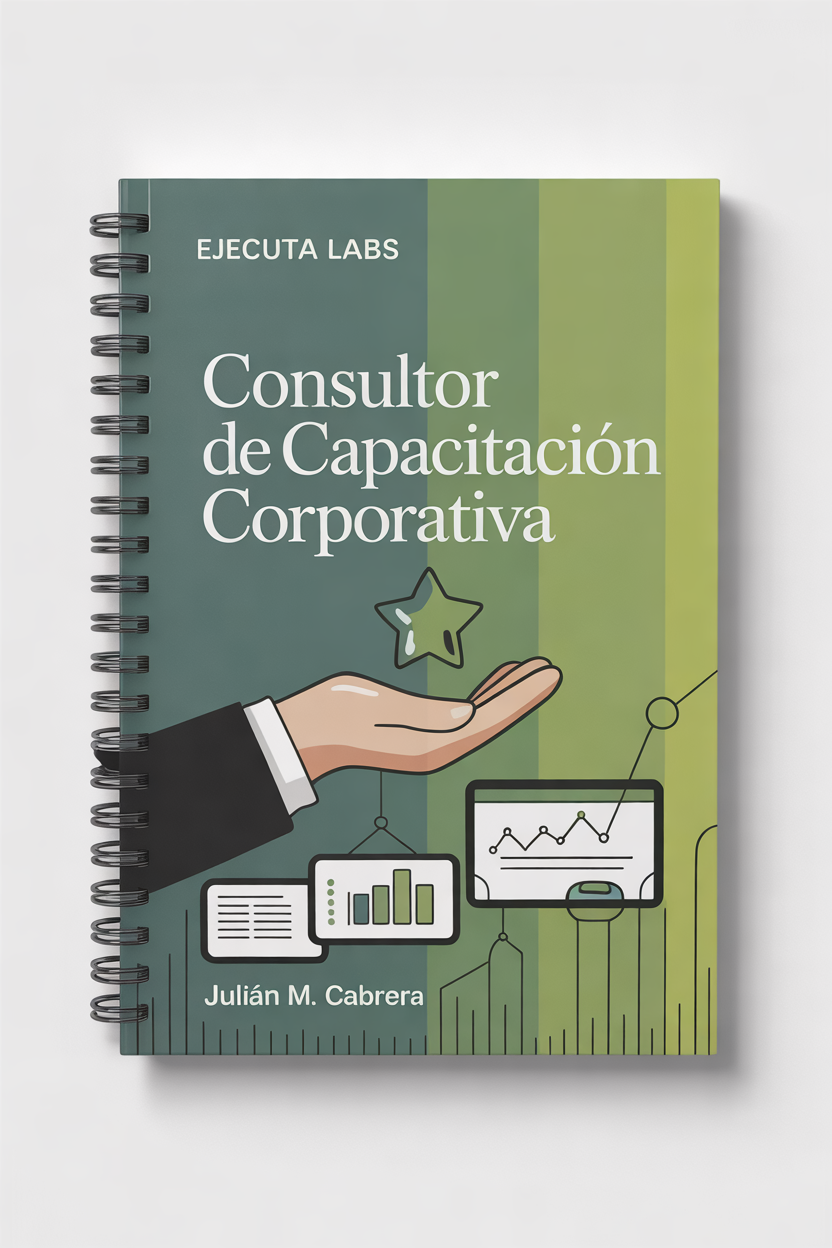 EJECUTA LABS
Consultor
de Capacitación
Corporativa
Julián M. Cabrera